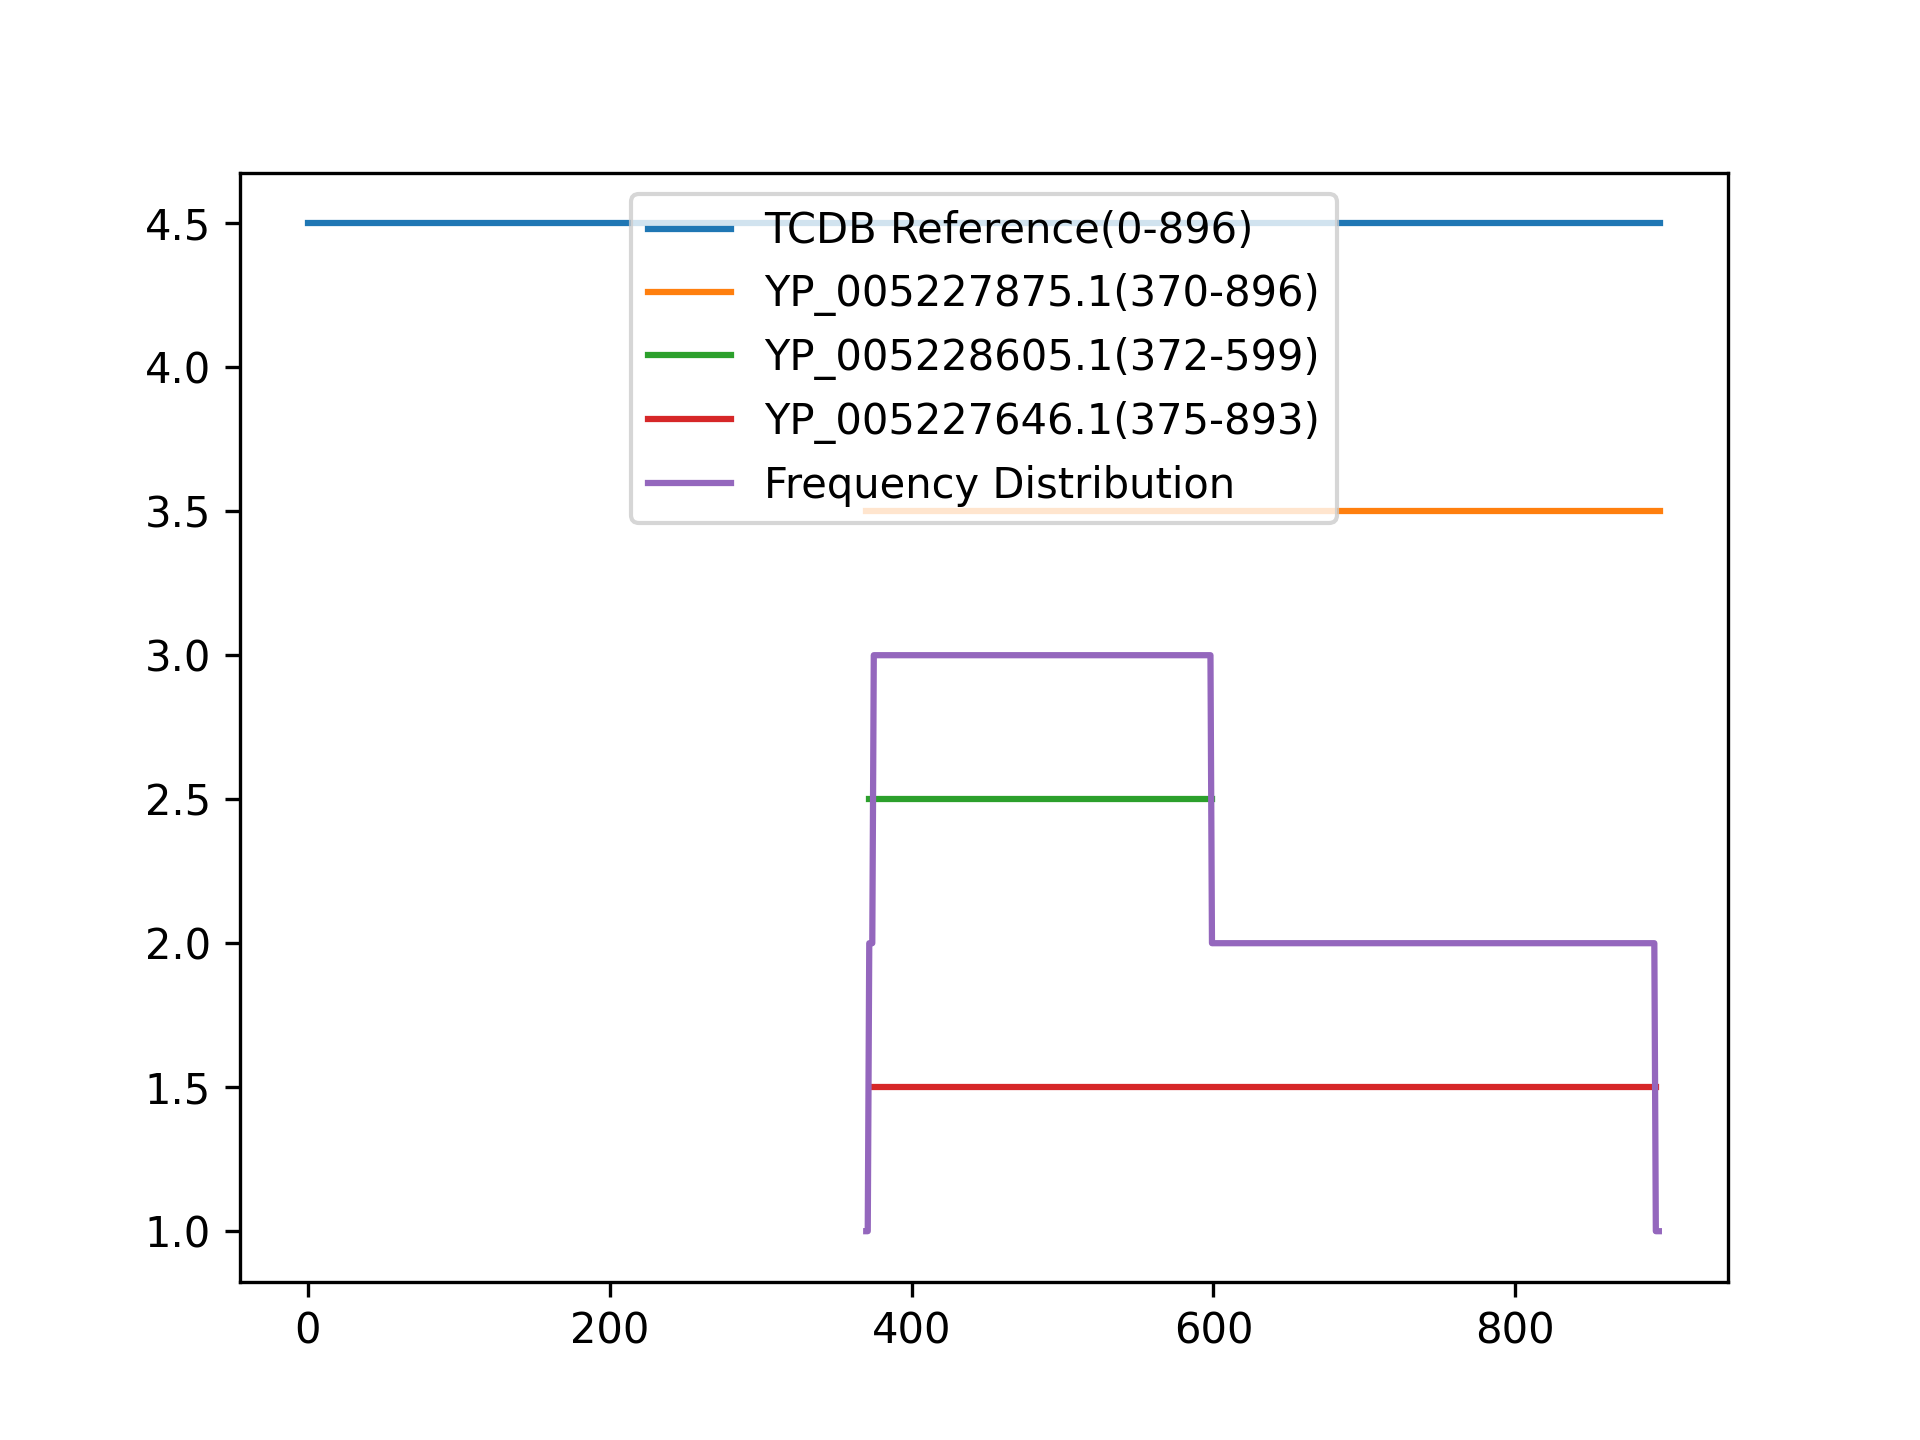 TCDB Reference(0-896)
YP_005227875.1(370-896)
YP_005228605.1(372-599)
YP_005227646.1(375-893)
Frequency Distribution
4.5
4.0
3.5
3.0
2.5
2.0
1.5
1.0
0 200 400 600 800